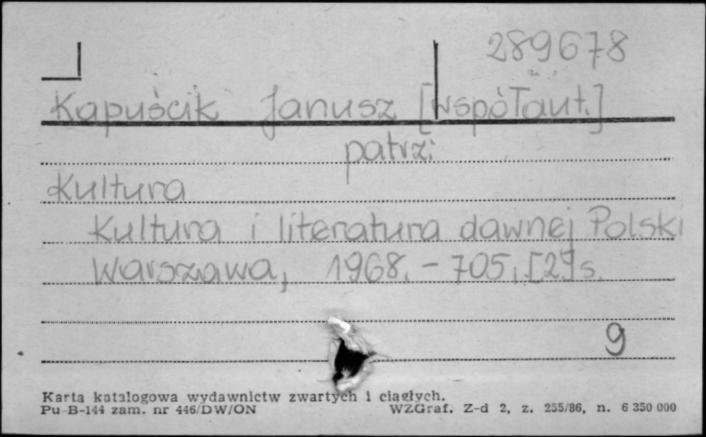 289678
Kapuścik Janusz [współaut.]
patrz:
Kultura
Kultura i literatura dawnej Polski
Warszawa, 1968. - 705, [2] s.
9
Karta katalogowa wydawnictw zwartych i ciągłych.
Pu-B-144 zam. nr 446/DW/ON WZGraf. Z-d 2, z. 255/86, n. 6 350 000